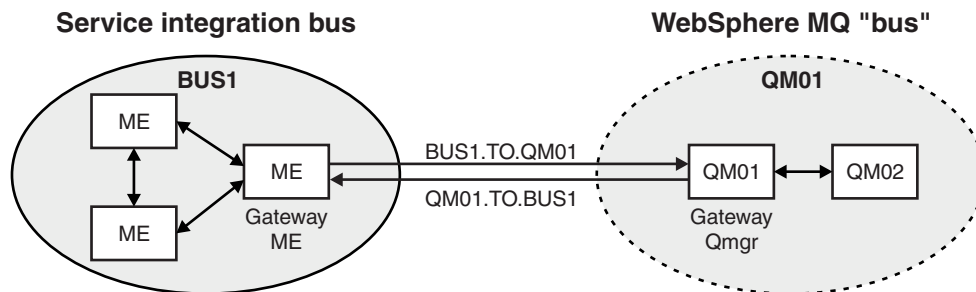 Service integration bus
WebSphere MQ "bus"
BUS1
QM01
ME
ME
ME
Gateway
ME
BUS1.TO.QM01
QM01.TO.BUS1
QM01
QM02
Gateway
Qmgr